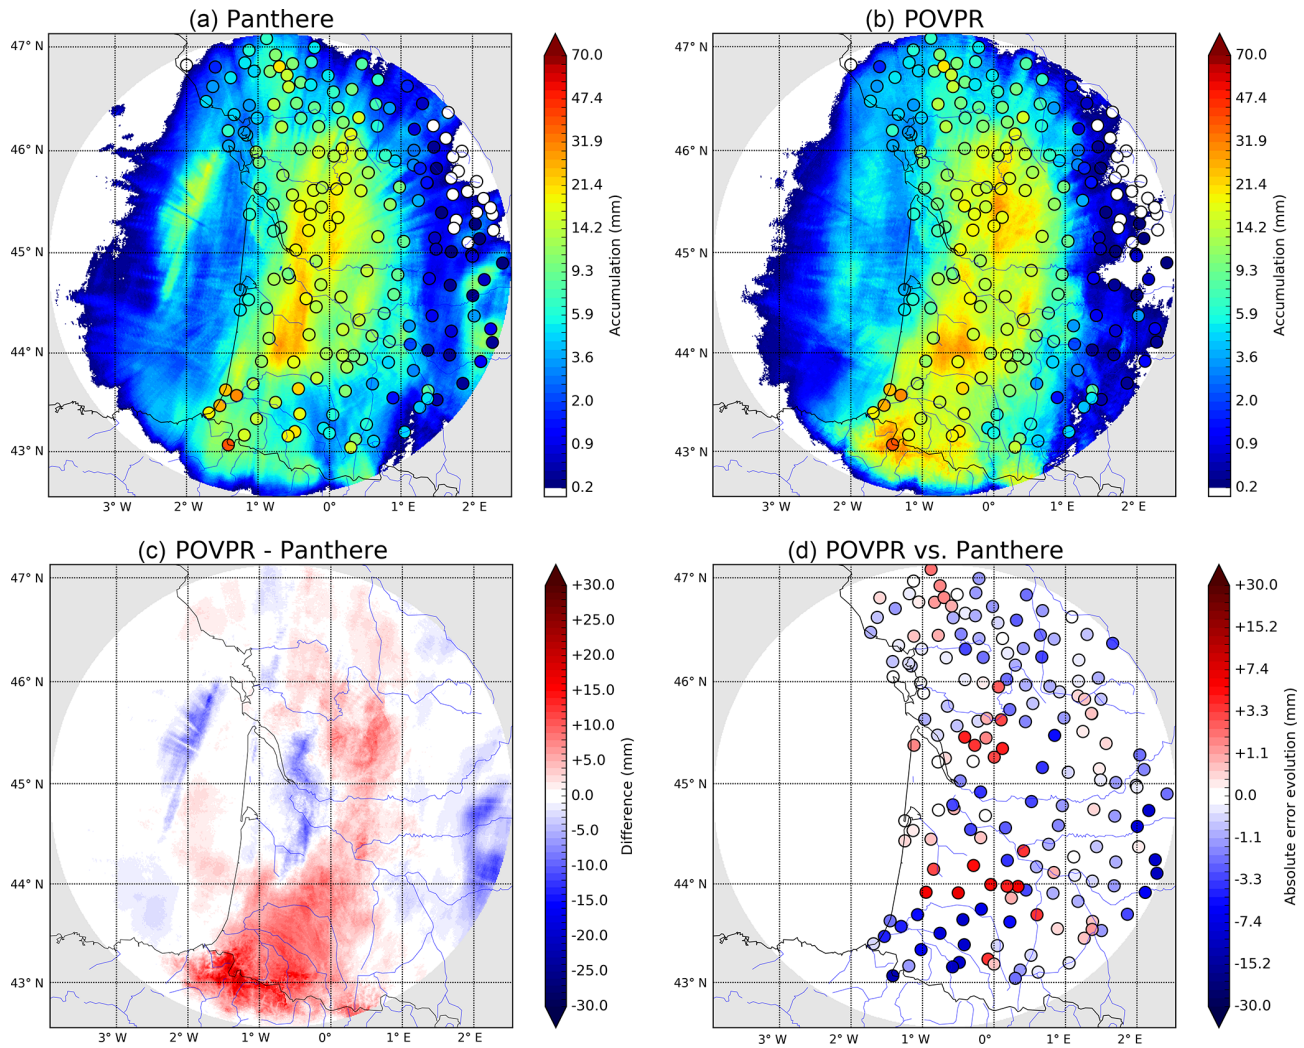 (a) Panthere
47° N
46° N
45° N
44° N
43° N
3° W
2° W
1° W
0°
1° E
2° E
70.0
47.4
31.9
21.4
14.2
9.3
5.9
3.6
2.0
0.9
0.2
Accumulation (mm)
(b) POVPR
47° N
46° N
45° N
44° N
43° N
3° W
2° W
1° W
0°
1° E
2° E
70.0
47.4
31.9
21.4
14.2
9.3
5.9
3.6
2.0
0.9
0.2
Accumulation (mm)
(c) POVPR - Panthere
47° N
46° N
45° N
44° N
43° N
3° W
2° W
1° W
0°
1° E
2° E
+30.0
+25.0
+20.0
+15.0
+10.0
+5.0
0.0
-5.0
-10.0
-15.0
-20.0
-25.0
-30.0
Difference (mm)
(d) POVPR vs. Panthere
47° N
46° N
45° N
44° N
43° N
3° W
2° W
1° W
0°
1° E
2° E
+30.0
+15.2
+7.4
+3.3
+1.1
0.0
-1.1
-3.3
-7.4
-15.2
-30.0
Absolute error evolution (mm)